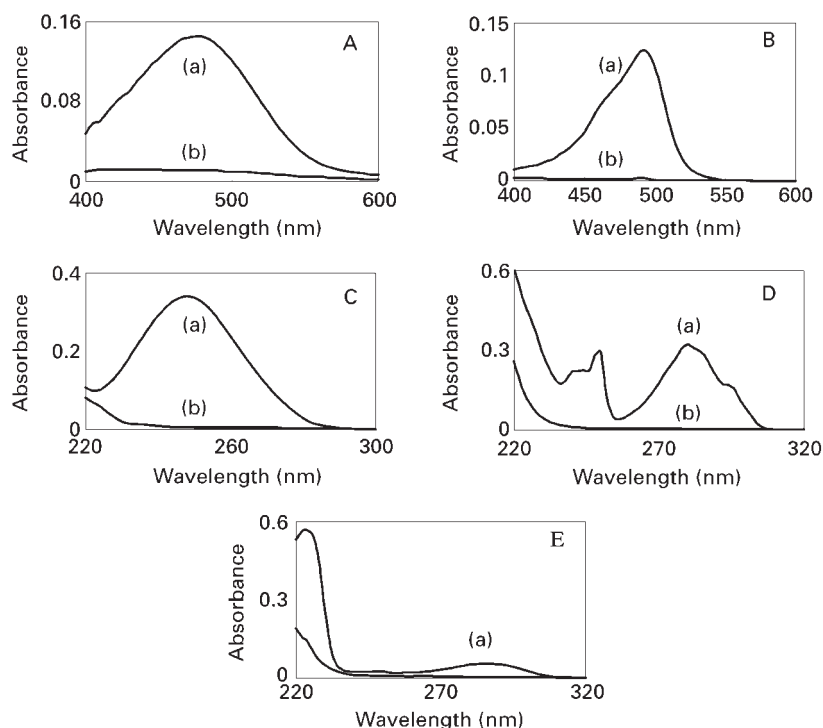 0.16
A
(a)
0.08
(b)
0
400
500
600
Absorbance
Wavelength (nm)
0.15
B
0.1
(a)
0.05
(b)
0
400
450
500
550
600
Absorbance
Wavelength (nm)
0.4
C
(a)
0.2
(b)
0
220
260
300
Absorbance
Wavelength (nm)
0.6
D
(a)
0.3
(b)
0
220
270
320
Absorbance
Wavelength (nm)
0.6
E
0.3
(a)
0
220
270
320
Absorbance
Wavelength (nm)